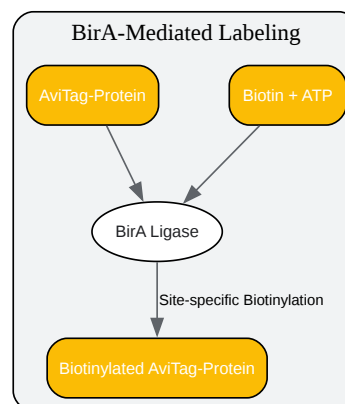 BirA-Mediated Labeling
AviTag-Protein
Biotin + ATP
BirA Ligase
Site-specific Biotinylation
Biotinylated AviTag-Protein